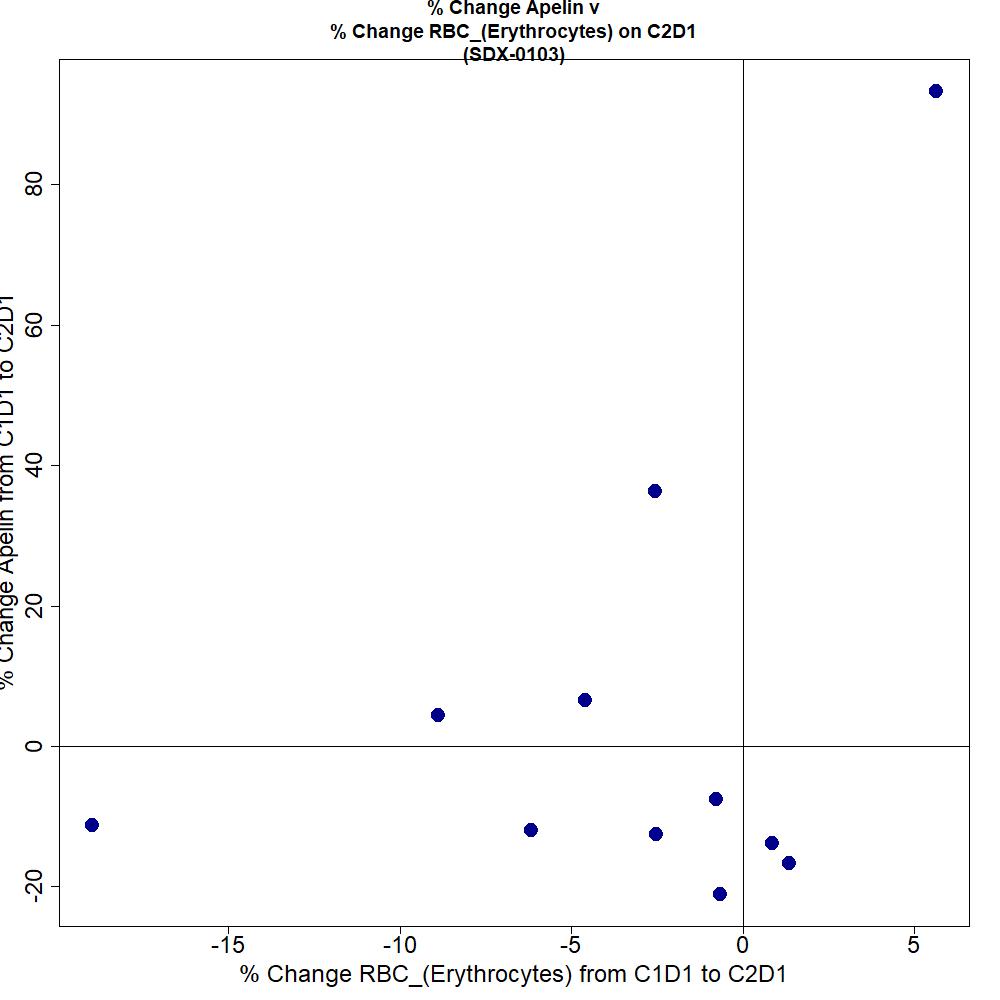 % Change Apelin v
% Change RBC_(Erythrocytes) on C2D1
(SDX-0103)
% Change Apelin from C1D1 to C2D1
80
60
40
20
0
-20
-15
-10
-5
0
5
% Change RBC_(Erythrocytes) from C1D1 to C2D1